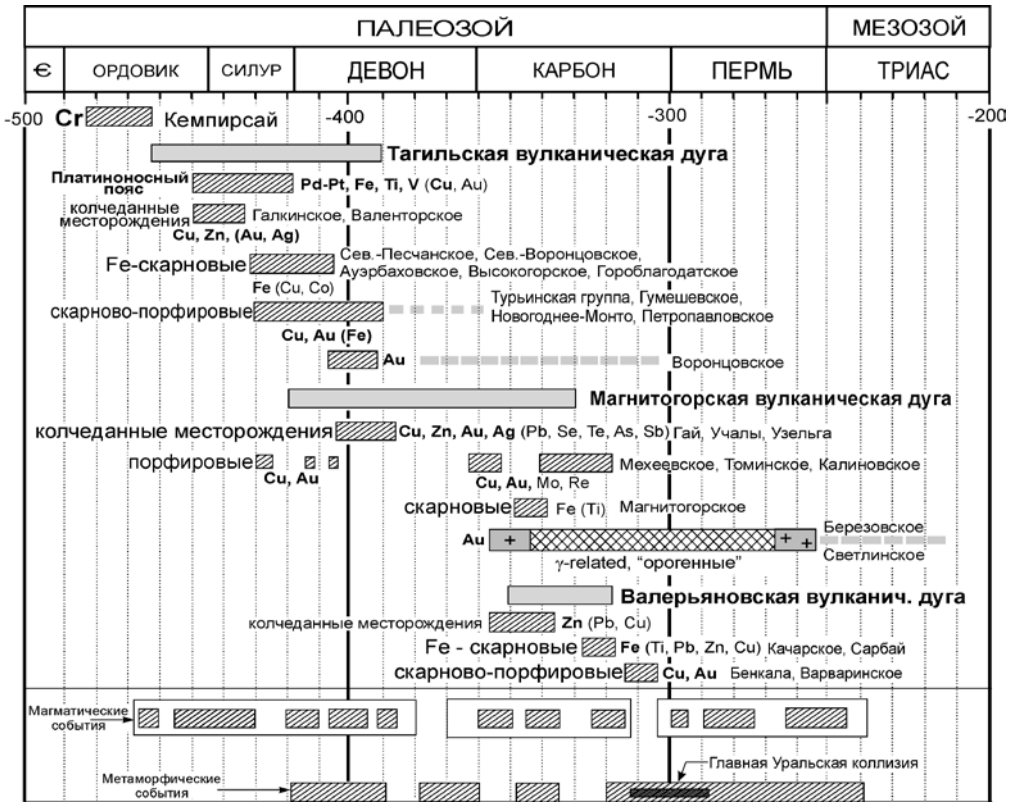 ПАЛЕОЗОЙ
МЕЗОЗОЙ
Є
ОРДОВИК
СИЛУР
ДЕВОН
КАРБОН
ПЕРМЬ
ТРИАС
-500
Cr
Кемпирсай
-400
-300
-200
Тагильская вулканическая дуга
Платиноносный
пояс
Pd-Pt, Fe, Ti, V (Cu, Au)
колчеданные
месторождения
Галкинское, Валенторское
Cu, Zn, (Au, Ag)
Fe-скарновые
Сев.-Песчанское, Сев.-Воронцовское,
Ауэрбаховское, Высокогорское, Гороблагодатское
Fe (Cu, Co)
скарново-порфировые
Турьинская группа, Гумешевское,
Новогоднее-Монто, Петропавловское
Cu, Au (Fe)
Au
Воронцовское
Магнитогорская вулканическая дуга
колчеданные месторождения
Cu, Zn, Au, Ag (Pb, Se, Te, As, Sb) Гай, Учалы, Узельга
порфировые
Cu, Au
Мехеевское, Томинское, Калиновское
Cu, Au, Mo, Re
скарновые
Fe (Ti)
Магнитогорское
Au
+
+
+
Березовское
Светлинское
γ-related, "орогенные"
Валерьяновская вулканич. дуга
колчеданные месторождения
Zn (Pb, Cu)
Fe - скарновые
Fe (Ti, Pb, Zn, Cu) Качарское, Сарбай
скарново-порфировые
Cu, Au
Бенкала, Варваринское
Магматические
события
Главная Уральская коллизия
Метаморфические
события